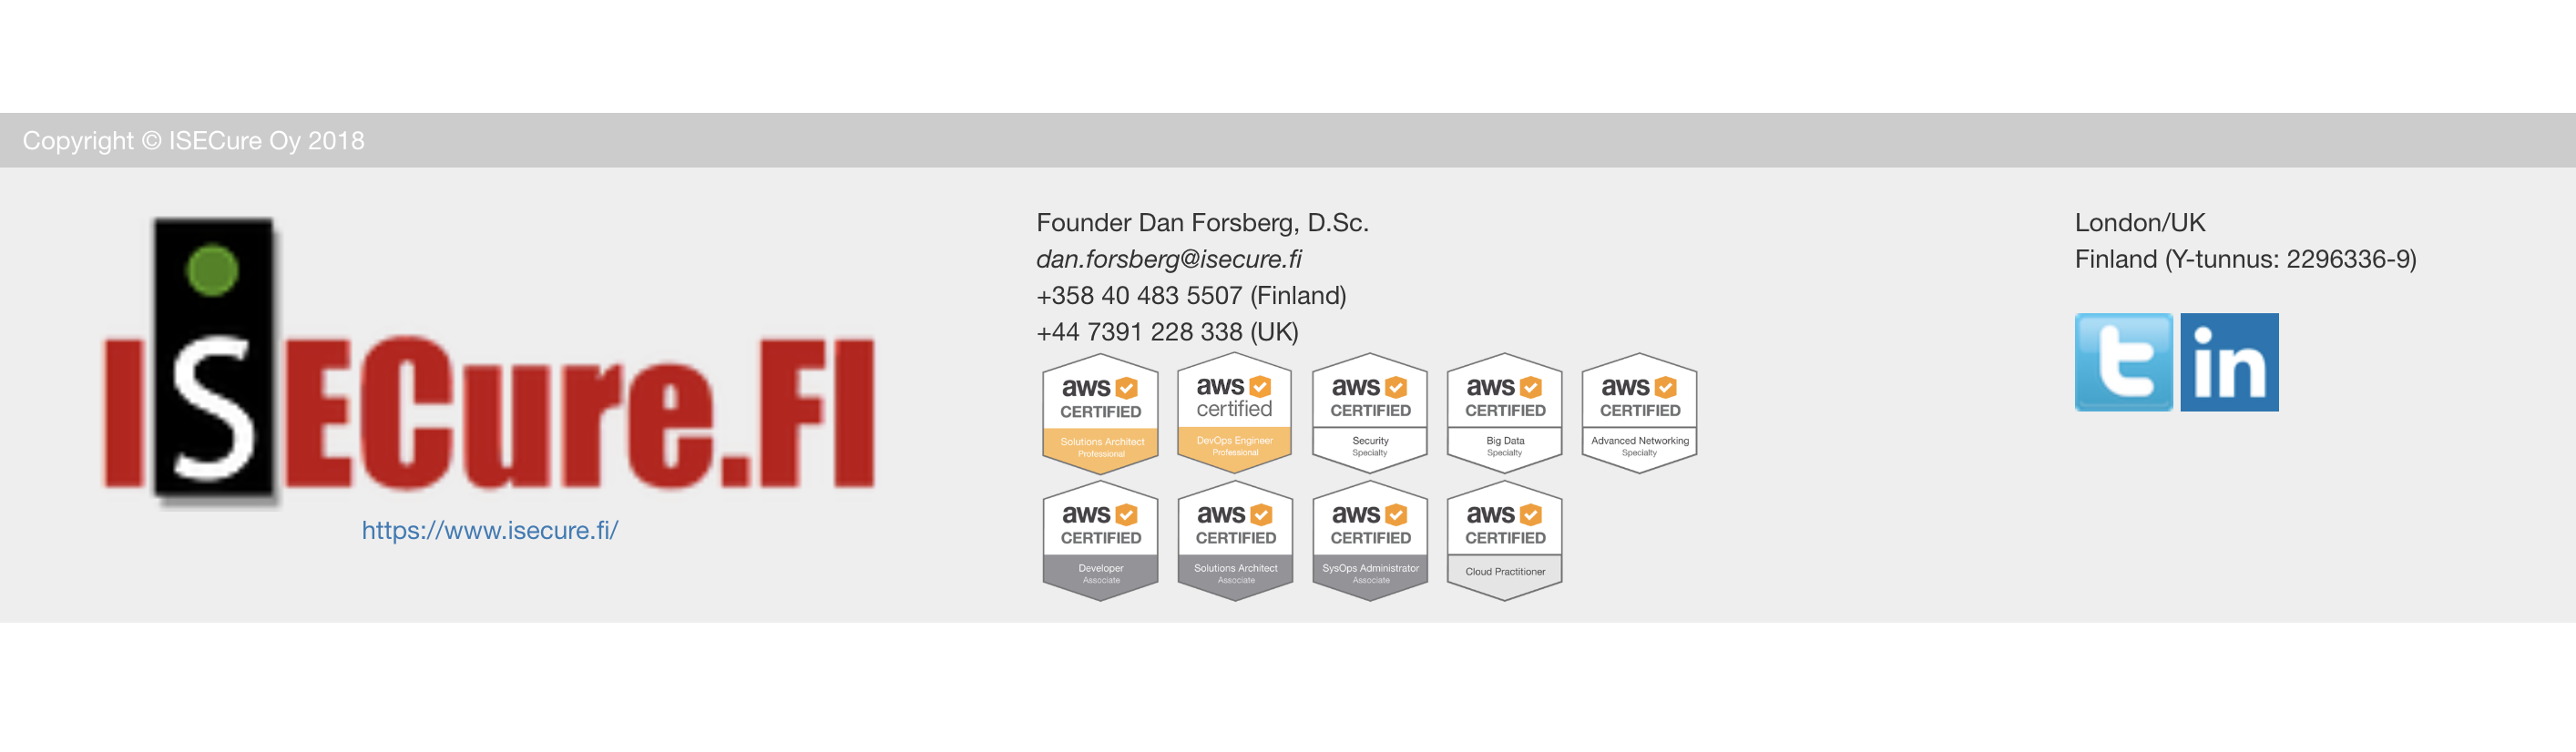 Copyright © ISECure Oy 2018
ISECure.FI
https://www.isecure.fi/
Founder Dan Forsberg, D.Sc.
dan.forsberg@isecure.fi
+358 40 483 5507 (Finland)
+44 7391 228 338 (UK)
aws
CERTIFIED
Solutions Architect
Professional
aws
certified
DevOps Engineer
Professional
aws
CERTIFIED
Security
Specialty
aws
CERTIFIED
Big Data
Specialty
aws
CERTIFIED
Advanced Networking
Specialty
aws
CERTIFIED
Developer
Associate
aws
CERTIFIED
Solutions Architect
Associate
aws
CERTIFIED
SysOps Administrator
Associate
aws
CERTIFIED
Cloud Practitioner
London/UK
Finland (Y-tunnus: 2296336-9)
t
in